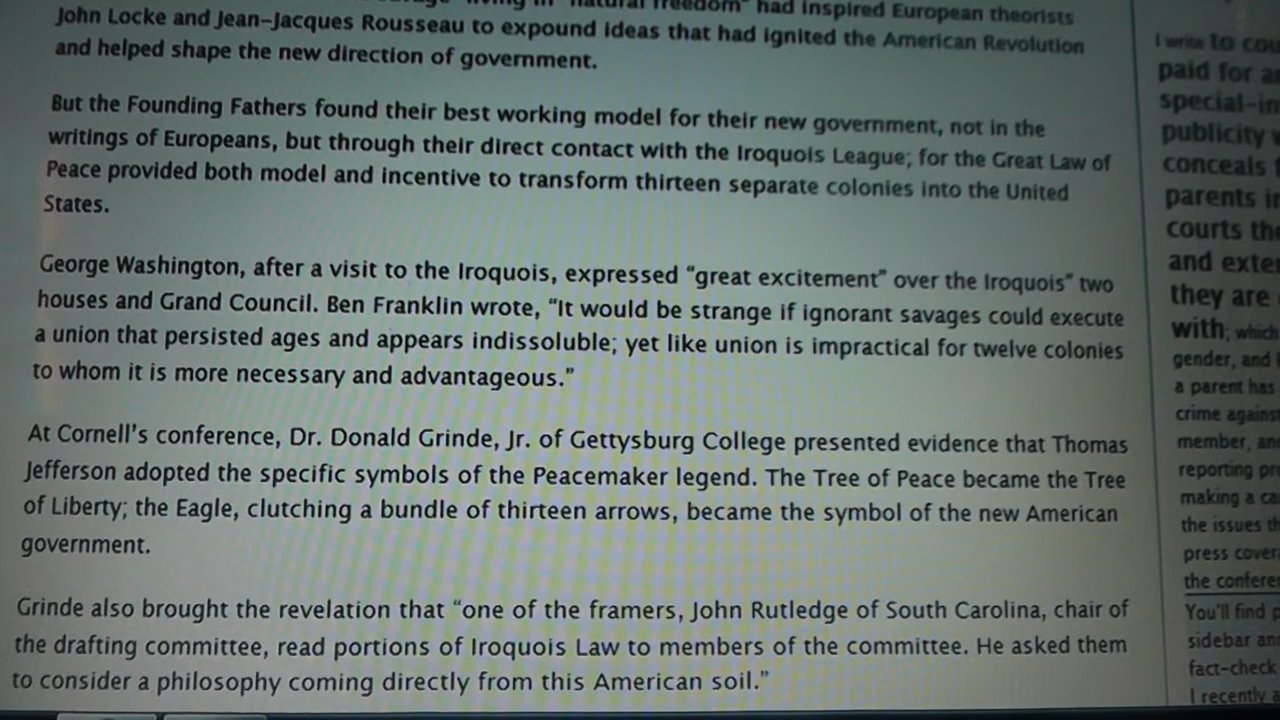 "natural freedom" had inspired European theorists
John Locke and Jean-Jacques Rousseau to expound ideas that had ignited the American Revolution
and helped shape the new direction of government.
But the Founding Fathers found their best working model for their new government, not in the
writings of Europeans, but through their direct contact with the Iroquois League; for the Great Law of
Peace provided both model and incentive to transform thirteen separate colonies into the United
States.
George Washington, after a visit to the Iroquois, expressed "great excitement" over the Iroquois" two
houses and Grand Council. Ben Franklin wrote, "It would be strange if ignorant savages could execute
a union that persisted ages and appears indissoluble; yet like union is impractical for twelve colonies
to whom it is more necessary and advantageous."
At Cornell's conference, Dr. Donald Grinde, Jr. of Gettysburg College presented evidence that Thomas
Jefferson adopted the specific symbols of the Peacemaker legend. The Tree of Peace became the Tree
of Liberty; the Eagle, clutching a bundle of thirteen arrows, became the symbol of the new American
government.
Grinde also brought the revelation that "one of the framers, John Rutledge of South Carolina, chair of
the drafting committee, read portions of Iroquois Law to members of the committee. He asked them
to consider a philosophy coming directly from this American soil."
I write to
paid for
special-in
publicity
conceals
parents
courts
and
they are
with; which
gender, and
a parent has
crime
member,
reporting
making a
the issues
press
the
You'll find
sidebar
fact-check
I recently